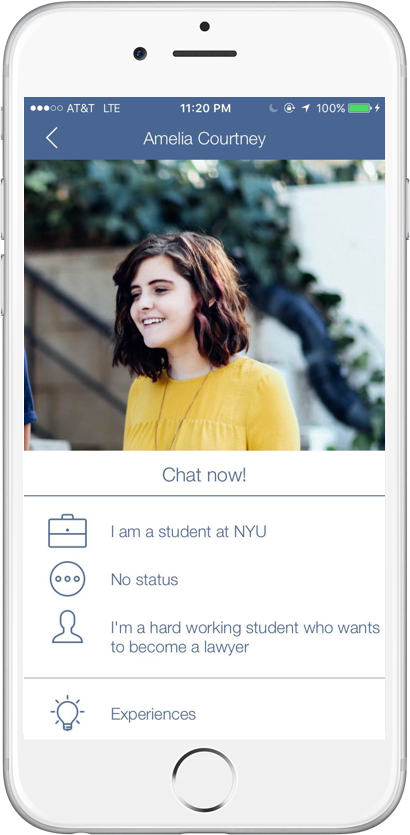 AT&T LTE 11:20 PM 100%
Amelia Courtney
Chat now!
I am a student at NYU
No status
I'm a hard working student who wants
to become a lawyer
Experiences